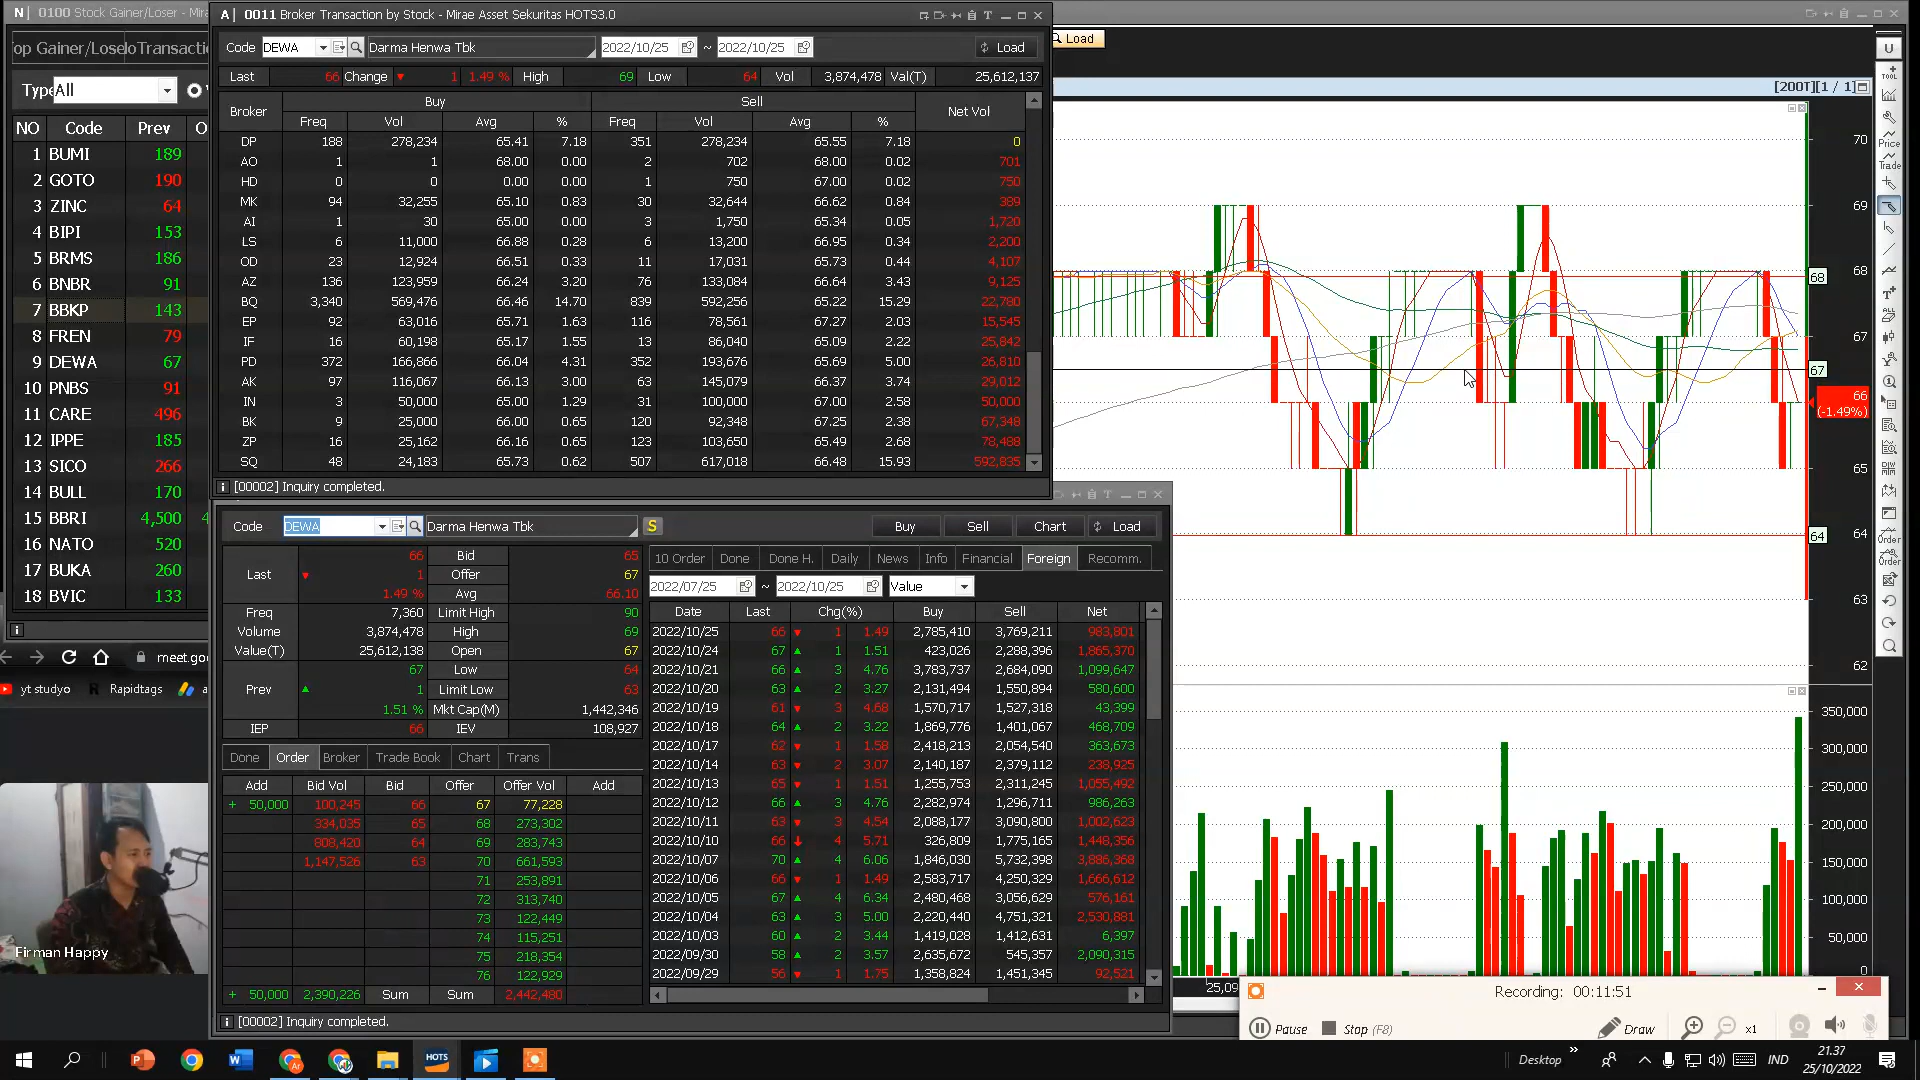 N | 0100 Stock Gainer/Loser - Mirae
op Gainer/Lose
lo Transactic
Type
All
NO Code Prev O
1 BUMI 189
2 GOTO 190
3 ZINC 64
4 BIPI 153
5 BRMS 186
6 BNBR 91
7 BBKP 143
8 FREN 79
9 DEWA 67
10 PNBS 91
11 CARE 496
12 IPPE 185
13 SICO 266
14 BULL 170
15 BBRI 4,500 4
16 NATO 520
17 BUKA 260
18 BVIC 133
meet.goo
yt studyo Rapidtags
Firman Happy
A | 0011 Broker Transaction by Stock - Mirae Asset Sekuritas HOTS3.0
Code DEWA Darma Henwa Tbk 2022/10/25 ~ 2022/10/25 Load
Last 66 Change 1 1.49 % High 69 Low 64 Vol 3,874,478 Val(T) 25,612,137
Broker Buy Sell Net Vol
Freq Vol Avg % Freq Vol Avg %
DP 188 278,234 65.41 7.18 351 278,234 65.55 7.18 0
AO 1 1 68.00 0.00 2 702 68.00 0.02 701
HD 0 0 0.00 0.00 1 750 67.00 0.02 750
MK 94 32,255 65.10 0.83 30 32,644 66.62 0.84 389
AI 1 30 65.00 0.00 3 1,750 65.34 0.05 1,720
LS 6 11,000 66.88 0.28 6 13,200 66.95 0.34 2,200
OD 23 12,924 66.51 0.33 11 17,031 65.73 0.44 4,107
AZ 136 123,959 66.24 3.20 76 133,084 66.64 3.43 9,125
BQ 3,340 569,476 66.46 14.70 839 592,256 65.22 15.29 22,780
EP 92 63,016 65.71 1.63 116 78,561 67.27 2.03 15,545
IF 16 60,198 65.17 1.55 13 86,040 65.09 2.22 25,842
PD 372 166,866 66.04 4.31 352 193,676 65.69 5.00 26,810
AK 97 116,067 66.13 3.00 63 145,079 66.37 3.74 29,012
IN 3 50,000 65.00 1.29 31 100,000 67.00 2.58 50,000
BK 9 25,000 66.00 0.65 120 92,348 67.25 2.38 67,348
ZP 16 25,162 66.16 0.65 123 103,650 65.49 2.68 78,488
SQ 48 24,183 65.73 0.62 507 617,018 66.48 15.93 592,835
[00002] Inquiry completed.
Code DEWA Darma Henwa Tbk S Buy Sell Chart Load
Last 66 1 1.49 %
Bid 65
Offer 67
Avg 66.10
Freq 7,360 Limit High 90
Volume 3,874,478 High 69
Value(T) 25,612,138 Open 67
Prev 67 1 1.51 %
Low 64
Limit Low 63
Mkt Cap(M) 1,442,346
IEP 66 IEV 108,927
Done Order Broker Trade Book Chart Trans
Add Bid Vol Bid Offer Offer Vol Add
+ 50,000 100,245 66 67 77,228
334,035 65 68 273,302
808,420 64 69 283,743
1,147,526 63 70 661,593
71 253,891
72 313,740
73 122,449
74 115,251
75 218,354
76 122,929
+ 50,000 2,390,226 Sum Sum 2,442,480
[00002] Inquiry completed.
10 Order Done Done H. Daily News Info Financial Foreign Recomm.
2022/07/25 ~ 2022/10/25 Value
Date Last Chg(%) Buy Sell Net
2022/10/25 66 1 1.49 2,785,410 3,769,211 983,801
2022/10/24 67 1 1.51 423,026 2,288,396 1,865,370
2022/10/21 66 3 4.76 3,783,737 2,684,090 1,099,647
2022/10/20 63 2 3.27 2,131,494 1,550,894 580,600
2022/10/19 61 3 4.68 1,570,717 1,527,318 43,399
2022/10/18 64 2 3.22 1,869,776 1,401,067 468,709
2022/10/17 62 1 1.58 2,418,213 2,054,540 363,673
2022/10/14 63 2 3.07 2,140,187 2,379,112 238,925
2022/10/13 65 1 1.51 1,255,753 2,311,245 1,055,492
2022/10/12 66 3 4.76 2,282,974 1,296,711 986,263
2022/10/11 63 3 4.54 2,088,177 3,090,800 1,002,623
2022/10/10 66 4 5.71 326,809 1,775,165 1,448,356
2022/10/07 70 4 6.06 1,846,030 5,732,398 3,886,368
2022/10/06 66 1 1.49 2,583,717 4,250,329 1,666,612
2022/10/05 67 4 6.34 2,480,468 3,056,629 576,161
2022/10/04 63 3 5.00 2,220,440 4,751,321 2,530,881
2022/10/03 60 2 3.44 1,419,028 1,412,631 6,397
2022/09/30 58 2 3.57 2,635,672 545,357 2,090,315
2022/09/29 56 1 1.75 1,358,824 1,451,345 92,521
Load
[200T][1 / 1]
70
69
68
68
67
67
66
(-1.49%)
65
64
64
63
62
350,000
300,000
250,000
200,000
150,000
100,000
50,000
0
25,09
U
TOOL
Price
Trade
T
ALL
Order
Order
Recording: 00:11:51
Pause Stop (F8) Draw x1
P W HOTS
Desktop IND 21.37
25/10/2022